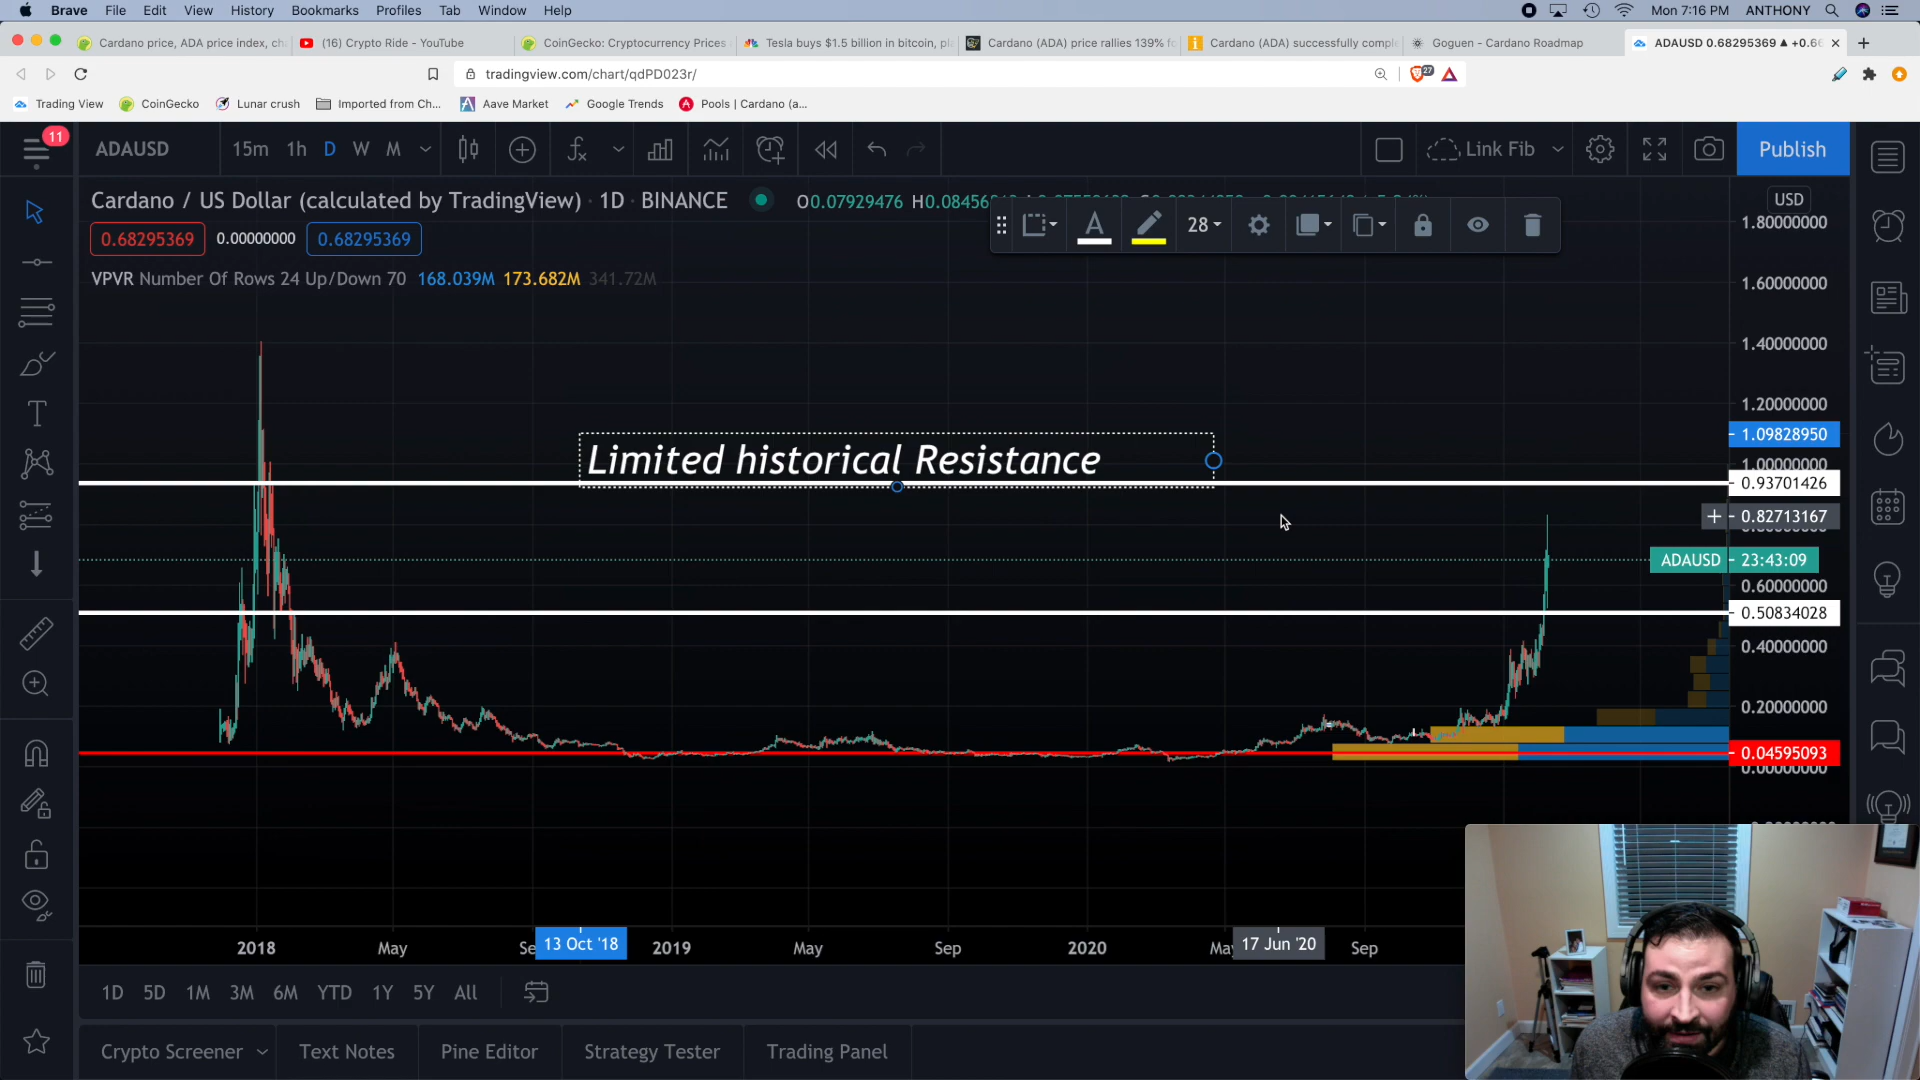 Brave File Edit View History Bookmarks Profiles Tab Window Help Mon 7:16 PM ANTHONY
Cardano price, ADA price index, ch
(16) Crypto Ride - YouTube
CoinGecko: Cryptocurrency Prices
Tesla buys $1.5 billion in bitcoin, pl
Cardano (ADA) price rallies 139% fo
Cardano (ADA) successfully compl
Goguen - Cardano Roadmap
ADAUSD 0.68295369 ▲ +0.6
tradingview.com/chart/qdPD023r/ 27
Trading View CoinGecko Lunar crush Imported from Ch... Aave Market Google Trends Pools | Cardano (a...
11
ADAUSD 15m 1h D W M Link Fib Publish
Cardano / US Dollar (calculated by TradingView) · 1D · BINANCE O0.07929476
USD
28
0.68295369 0.00000000 0.68295369
VPVR Number Of Rows 24 Up/Down 70 168.039M 173.682M 341.72M
1.80000000
1.60000000
1.40000000
1.20000000
1.09828950
Limited historical Resistance
1.00000000
0.93701426
0.82713167
ADAUSD 23:43:09
0.60000000
0.50834028
0.40000000
0.20000000
0.04595093
0.00000000
2018 May 13 Oct '18 2019 May Sep 2020 17 Jun '20 Sep
1D 5D 1M 3M 6M YTD 1Y 5Y All
Crypto Screener Text Notes Pine Editor Strategy Tester Trading Panel